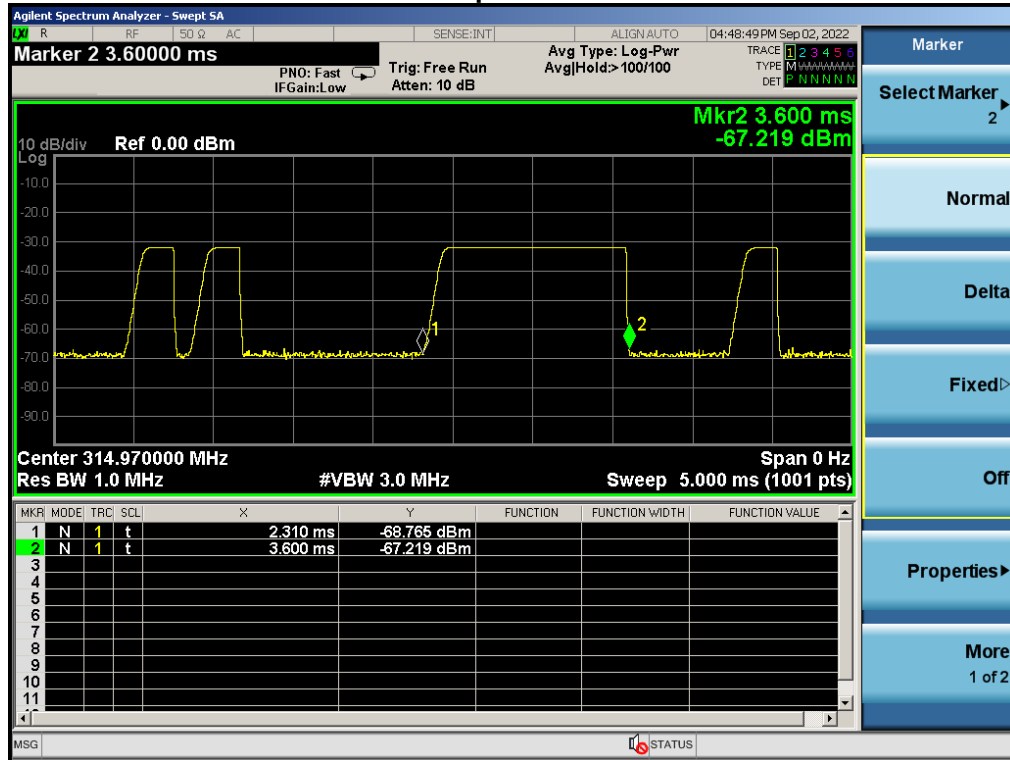 Agilent Spectrum Analyzer - Swept SA
LXI R RF 50 Ω AC SENSE:INT ALIGN AUTO 04:48:49 PM Sep 02, 2022
Marker 2 3.60000 ms
PNO: Fast
IFGain:Low
Trig: Free Run
Atten: 10 dB
Avg Type: Log-Pwr
Avg|Hold:>100/100
TRACE 1 2 3 4 5 6
TYPE M
DET P N N N N N
Mkr2 3.600 ms
-67.219 dBm
10 dB/div Ref 0.00 dBm
Log
-10.0
-20.0
-30.0
-40.0
-50.0
-60.0
-70.0
-80.0
-90.0
1
2
Center 314.970000 MHz Span 0 Hz
Res BW 1.0 MHz #VBW 3.0 MHz Sweep 5.000 ms (1001 pts)
MKR MODE TRC SCL X Y FUNCTION FUNCTION WIDTH FUNCTION VALUE
1 N 1 t 2.310 ms -68.765 dBm
2 N 1 t 3.600 ms -67.219 dBm
3
4
5
6
7
8
9
10
11
MSG STATUS
Marker
Select Marker
2
Normal
Delta
Fixed
Off
Properties
More
1 of 2